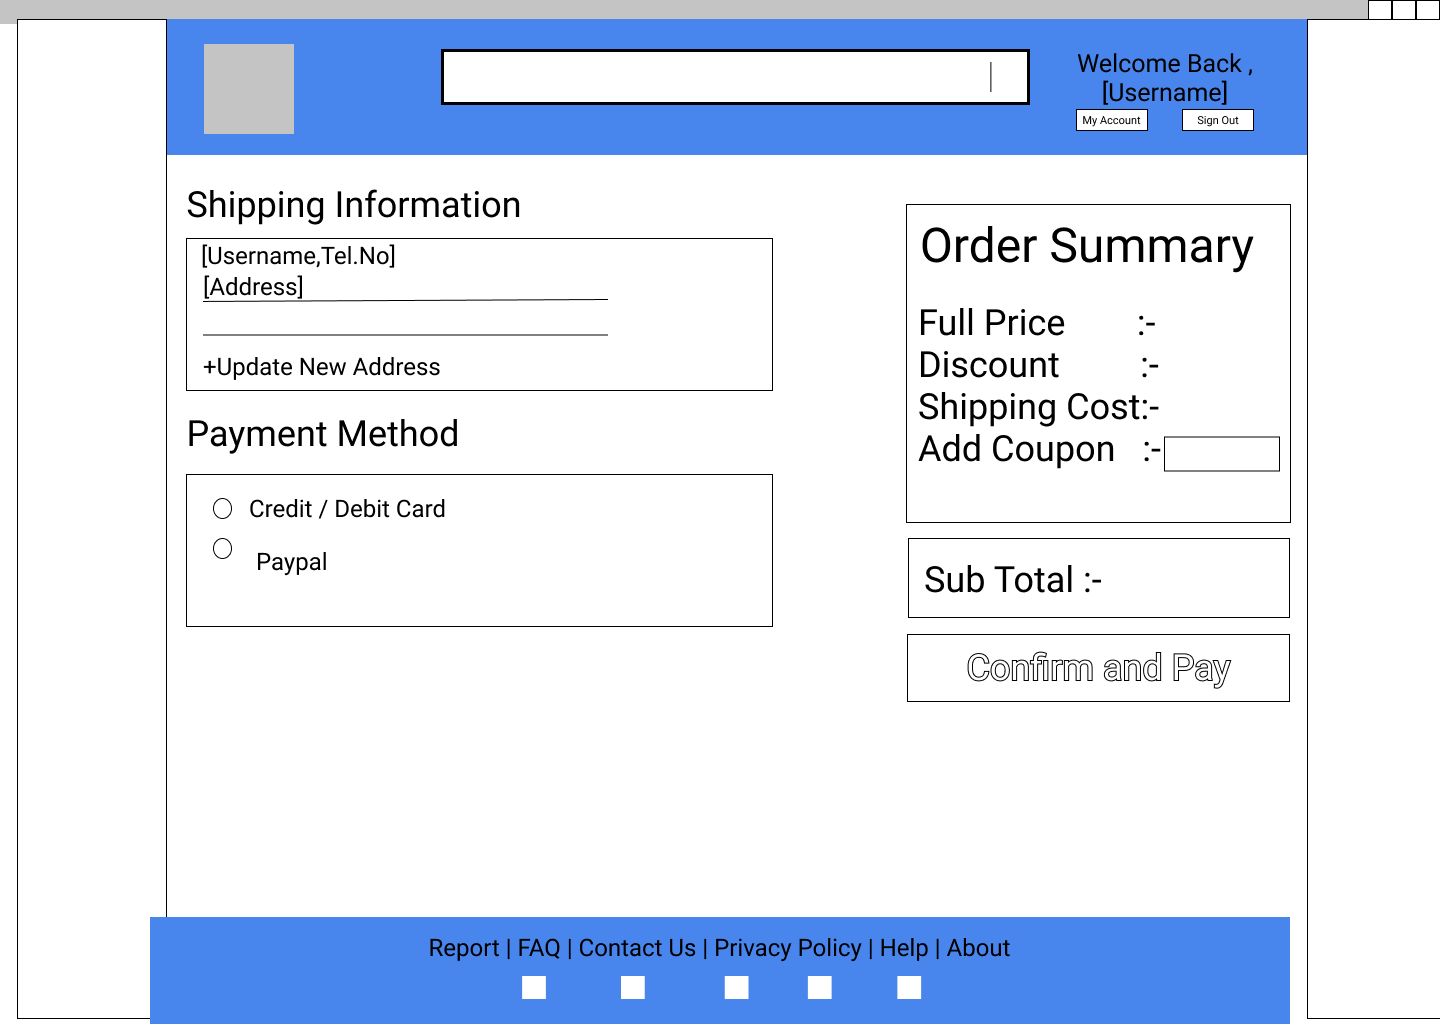 Welcome Back ,
[Username]
My Account
Sign Out
Shipping Information
[Username,Tel.No]
[Address]
+Update New Address
Payment Method
Credit / Debit Card
Paypal
Order Summary
Full Price :-
Discount :-
Shipping Cost:-
Add Coupon :-
Sub Total :-
Confirm and Pay
Report | FAQ | Contact Us | Privacy Policy | Help | About